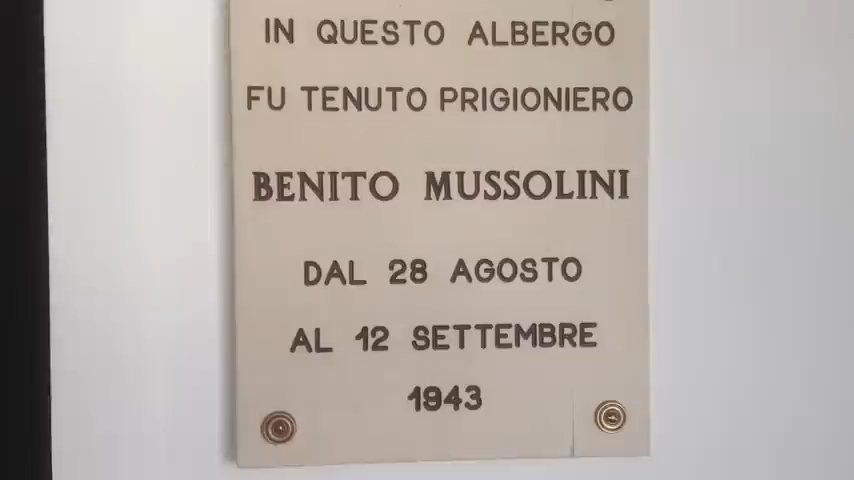 IN QUESTO ALBERGO
FU TENUTO PRIGIONIERO
BENITO MUSSOLINI
DAL 28 AGOSTO
AL 12 SETTEMBRE
1943